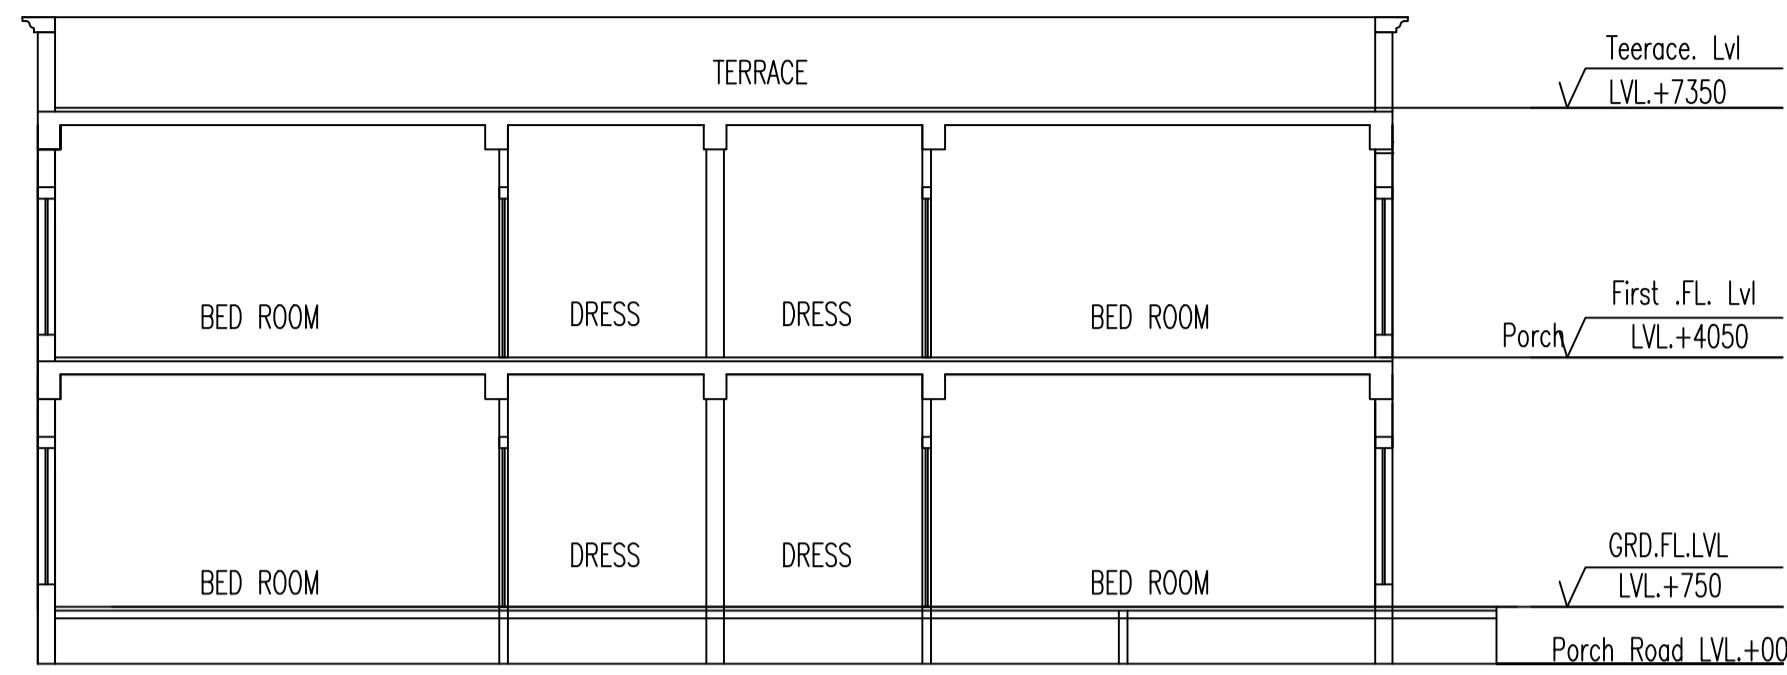 Teerace. Lvl
TERRACE
LVL.+7350
First .FL. Lvl
BED ROOM DRESS DRESS BED ROOM
Porch LVL.+4050
GRD.FL.LVL
DRESS DRESS
BED ROOM BED ROOM LVL.+750
Porch Road LVL.+00